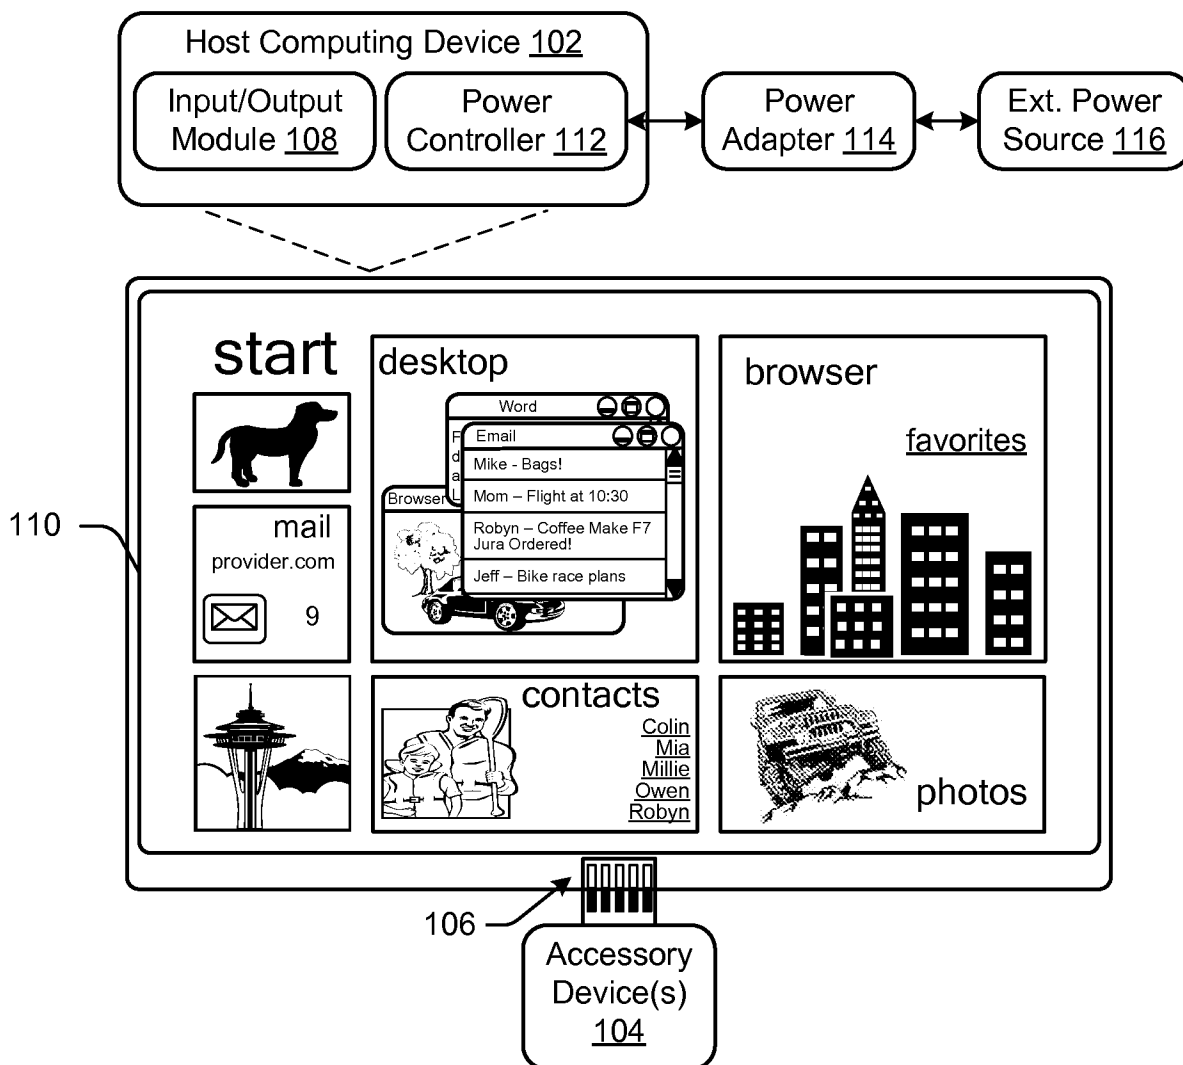 Host Computing Device 102
Input/Output
Module 108
Power
Controller 112
Power
Adapter 114
Ext. Power
Source 116
start
desktop
Word
F
d
a
L
Email
Mike - Bags!
Mom – Flight at 10:30
Robyn – Coffee Make F7
Jura Ordered!
Jeff – Bike race plans
Browser
browser
favorites
110
mail
provider.com
9
contacts
Colin
Mia
Millie
Owen
Robyn
photos
106
Accessory
Device(s)
104